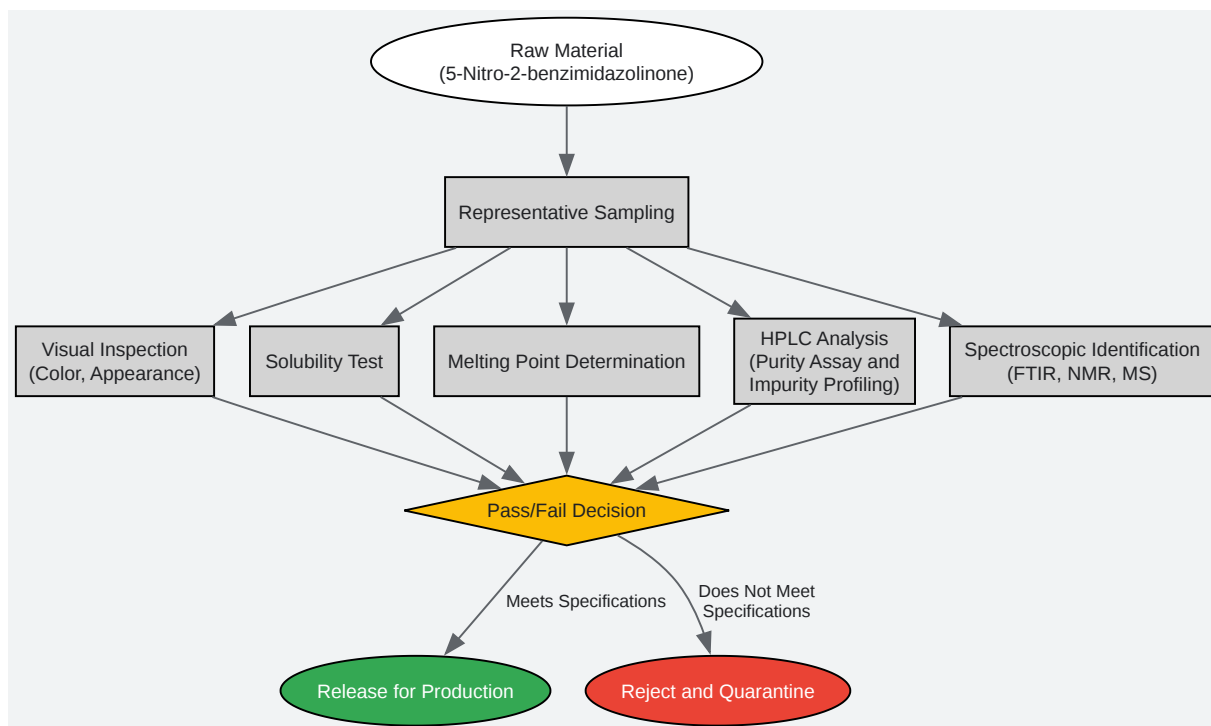 Raw Material
(5-Nitro-2-benzimidazolinone)
Representative Sampling
Visual Inspection
(Color, Appearance)
Solubility Test
Melting Point Determination
HPLC Analysis
(Purity Assay and
Impurity Profiling)
Spectroscopic Identification
(FTIR, NMR, MS)
Pass/Fail Decision
Meets Specifications
Does Not Meet
Specifications
Release for Production
Reject and Quarantine